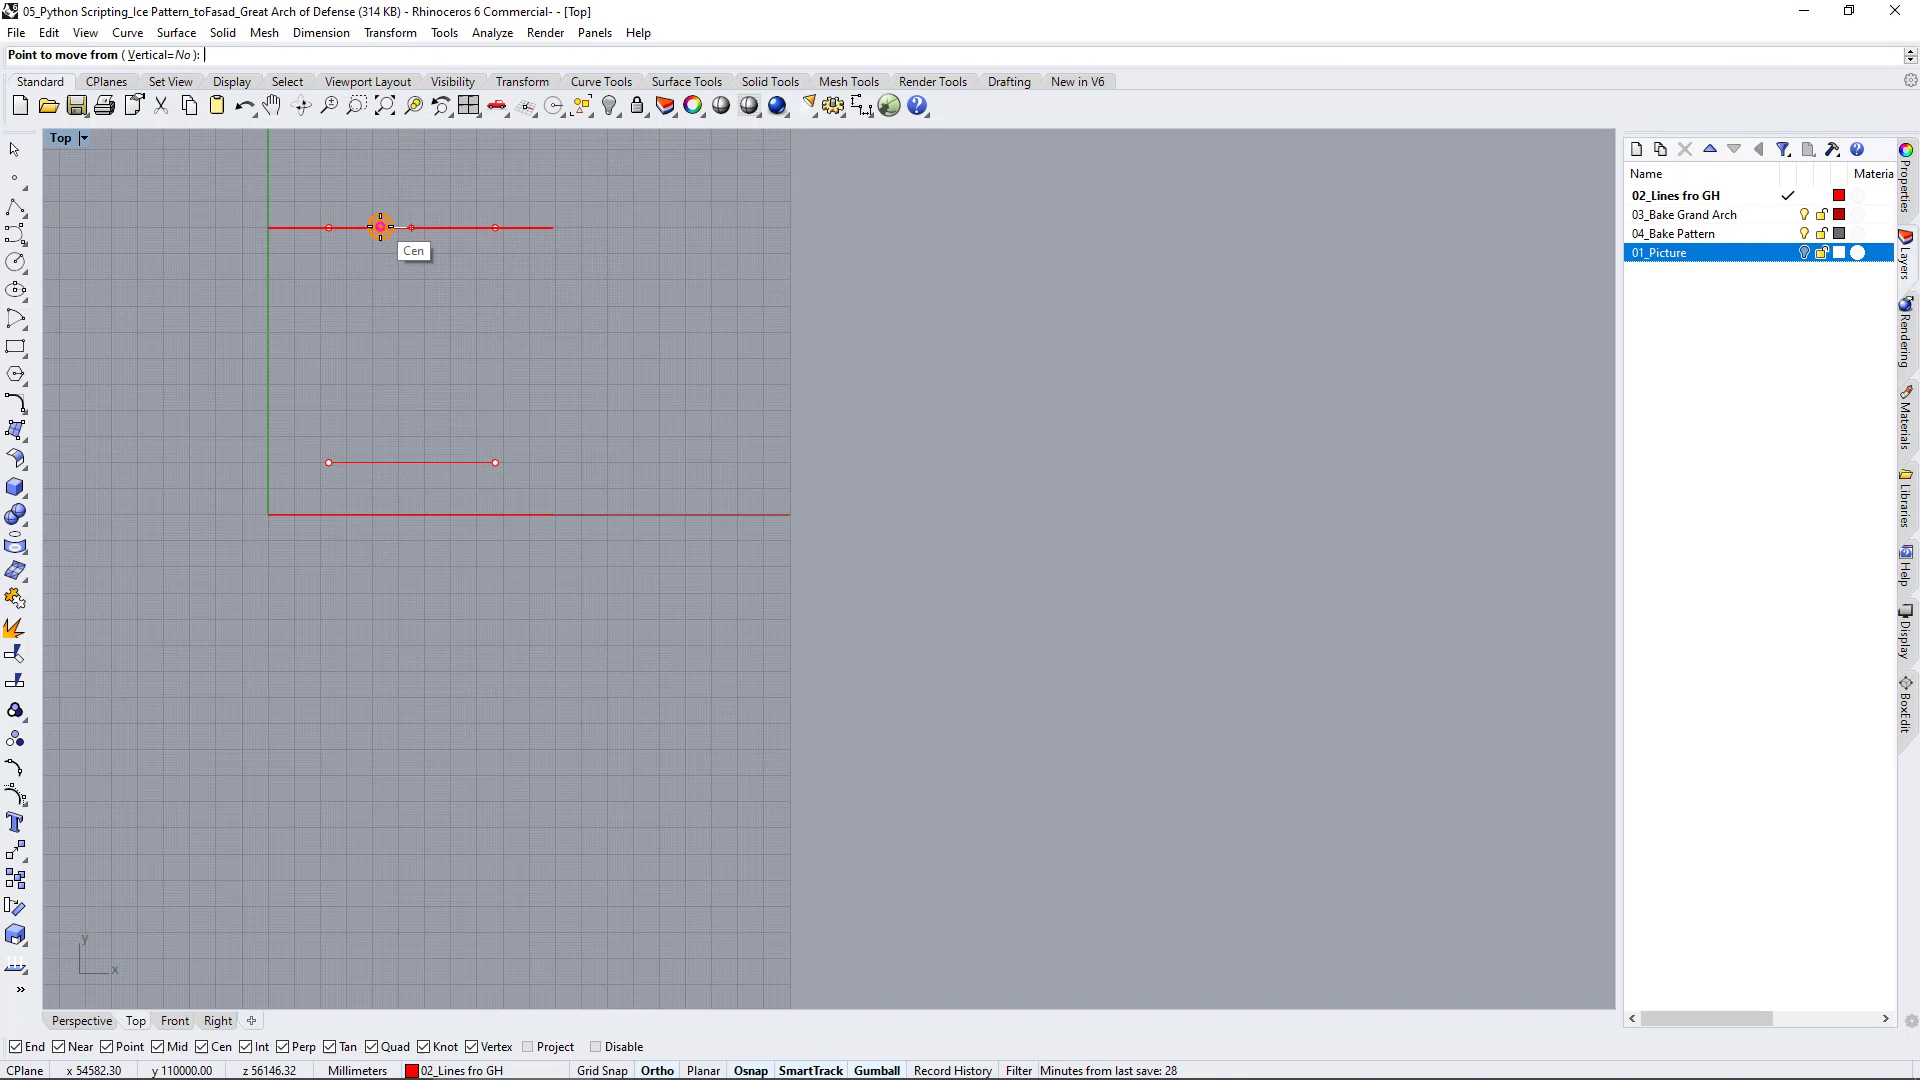 05_Python Scripting_Ice Pattern_toFasad_Great Arch of Defense (314 KB) - Rhinoceros 6 Commercial- - [Top]
File Edit View Curve Surface Solid Mesh Dimension Transform Tools Analyze Render Panels Help
Point to move from ( Vertical=No ):
Standard CPlanes Set View Display Select Viewport Layout Visibility Transform Curve Tools Surface Tools Solid Tools Mesh Tools Render Tools Drafting New in V6
Top
Cen
y
x
Name Materia
02_Lines fro GH
03_Bake Grand Arch
04_Bake Pattern
01_Picture
Properties
Layers
Rendering
Materials
Libraries
Help
Display
BoxEdit
Perspective Top Front Right
End Near Point Mid Cen Int Perp Tan Quad Knot Vertex Project Disable
CPlane x 54582.30 y 110000.00 z 56146.32 Millimeters 02_Lines fro GH Grid Snap Ortho Planar Osnap SmartTrack Gumball Record History Filter Minutes from last save: 28